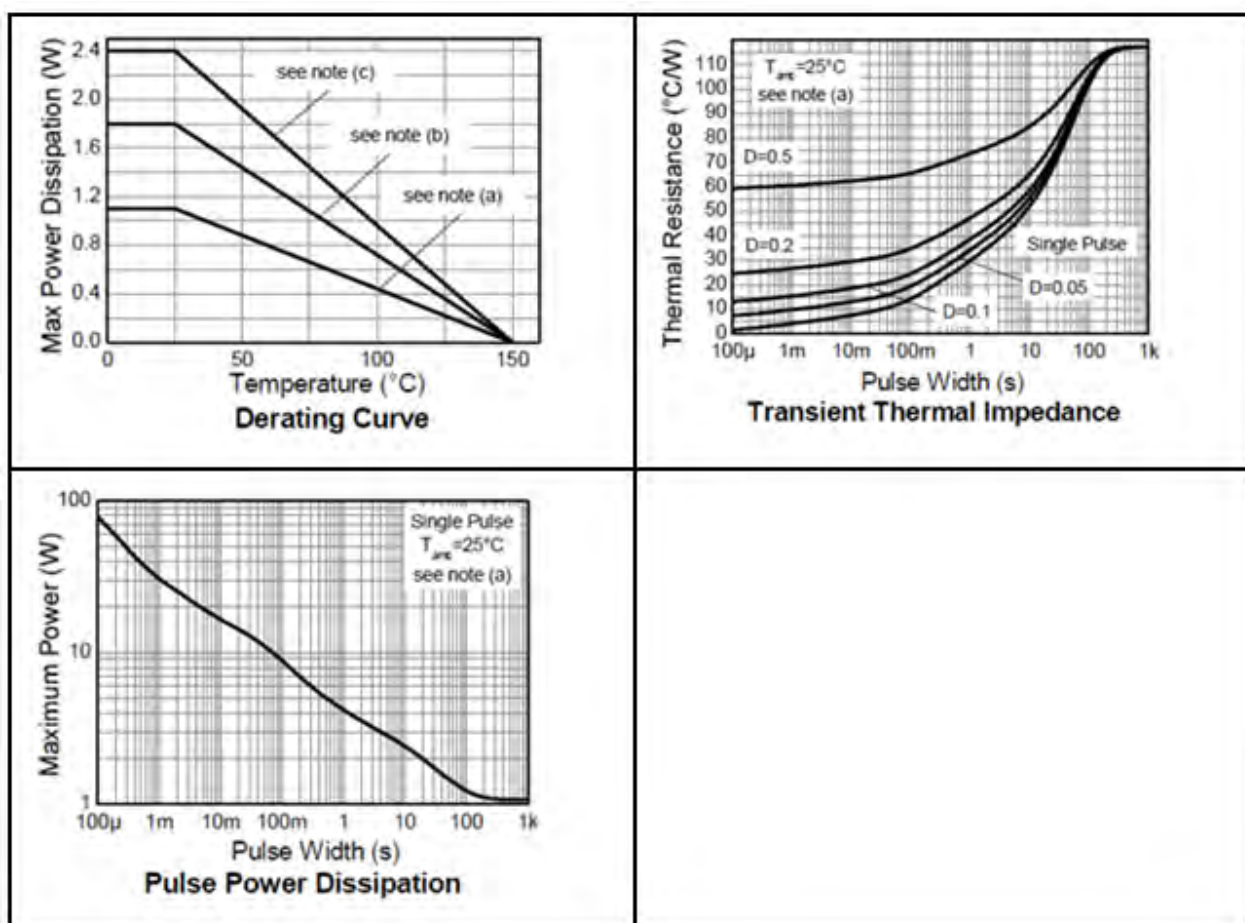 Max Power Dissipation (W)
2.4
2.0
1.6
1.2
0.8
0.4
0.0
see note (c)
see note (b)
see note (a)
0
50
100
150
Temperature (°C)
Derating Curve
Thermal Resistance (°C/W)
110
100
90
80
70
60
50
40
30
20
10
0
Tamb=25°C
see note (a)
D=0.5
D=0.2
Single Pulse
D=0.05
D=0.1
100µ
1m
10m
100m
1
10
100
1k
Pulse Width (s)
Transient Thermal Impedance
Maximum Power (W)
100
10
1
Single Pulse
Tamb=25°C
see note (a)
100µ
1m
10m
100m
1
10
100
1k
Pulse Width (s)
Pulse Power Dissipation